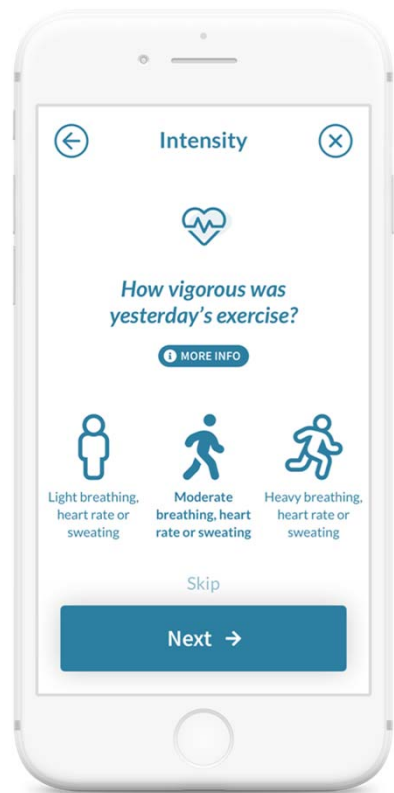 Intensity
How vigorous was
yesterday's exercise?
i MORE INFO
Light breathing,
heart rate or
sweating
Moderate
breathing, heart
rate or sweating
Heavy breathing,
heart rate or
sweating
Skip
Next →